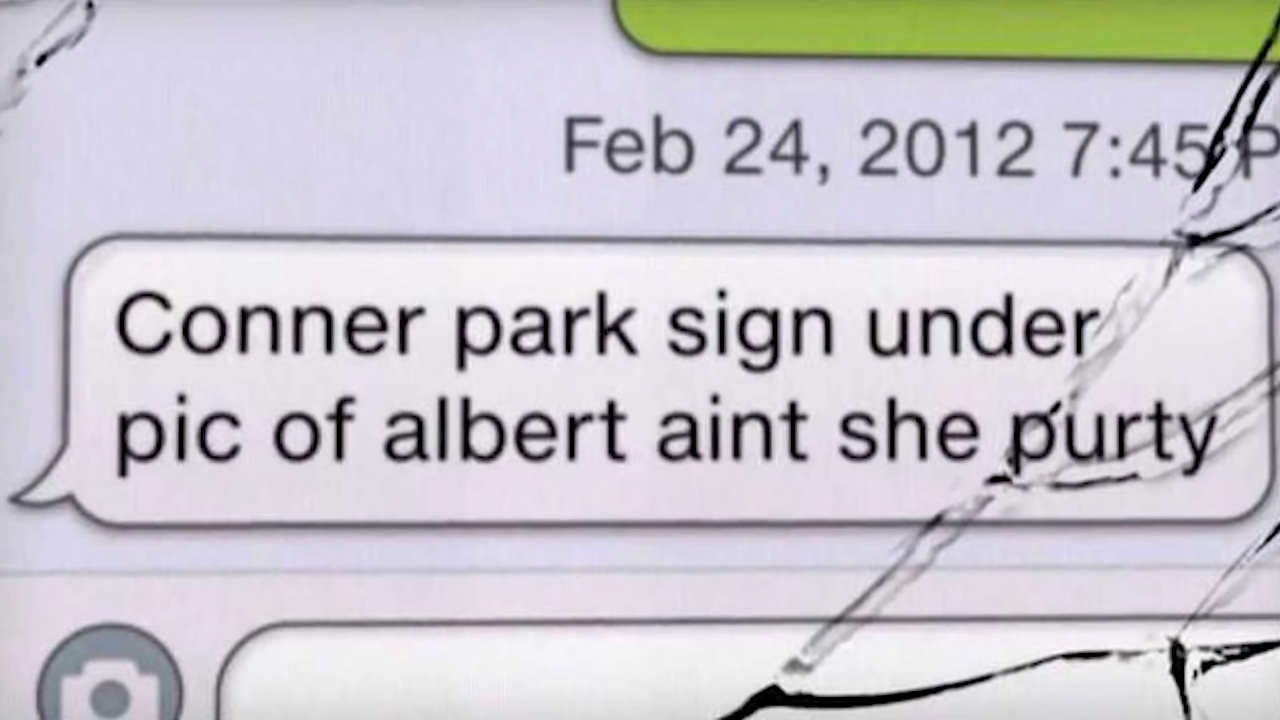 Feb 24, 2012 7:45 P
Conner park sign under
pic of albert aint she purty